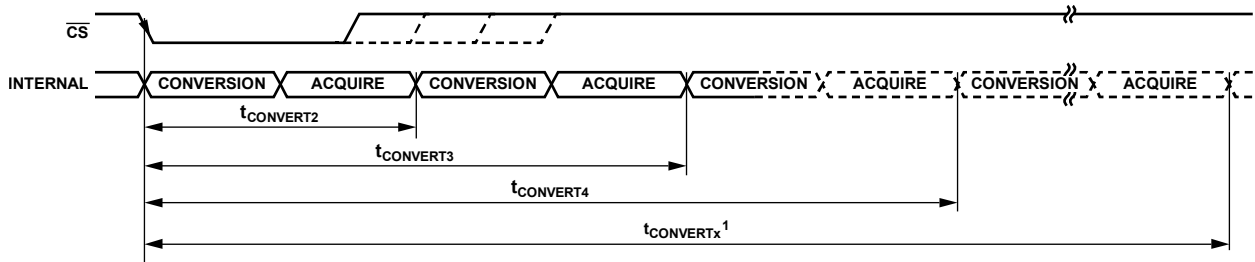 CS
INTERNAL CONVERSION ACQUIRE CONVERSION ACQUIRE CONVERSION ACQUIRE CONVERSION ACQUIRE
tCONVERT2
tCONVERT3
tCONVERT4
tCONVERTx1